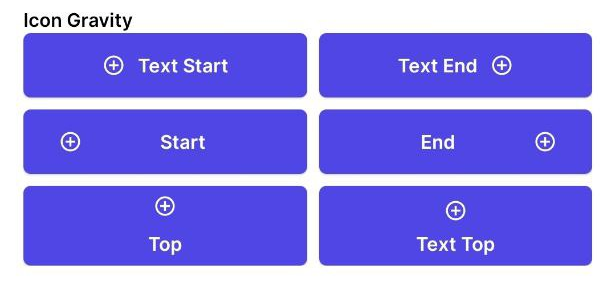 Icon Gravity
Text Start
Text End
Start
End
Top
Text Top